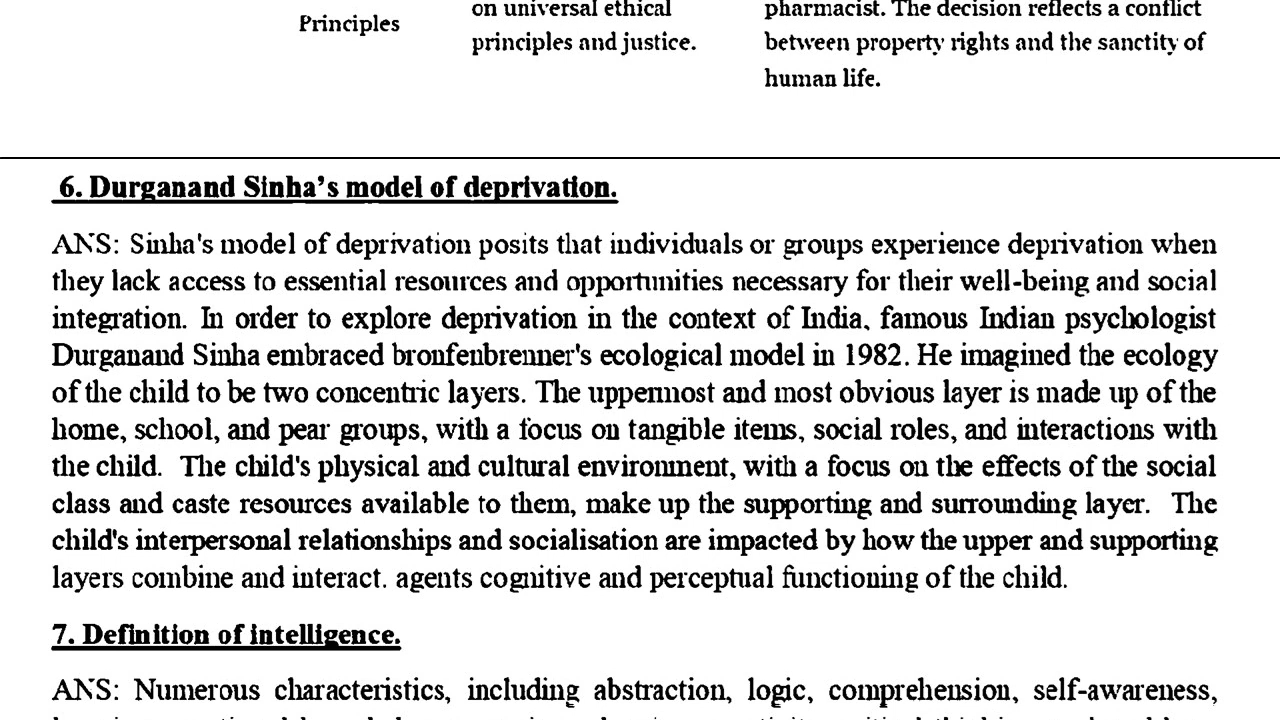 Principles
on universal ethical
principles and justice.
pharmacist. The decision reflects a conflict
between property rights and the sanctity of
human life.
6. Durganand Sinha's model of deprivation.
ANS: Sinha's model of deprivation posits that individuals or groups experience deprivation when
they lack access to essential resources and opportunities necessary for their well-being and social
integration. In order to explore deprivation in the context of India, famous Indian psychologist
Durganand Sinha embraced bronfenbrenner's ecological model in 1982. He imagined the ecology
of the child to be two concentric layers. The uppermost and most obvious layer is made up of the
home, school, and pear groups, with a focus on tangible items, social roles, and interactions with
the child. The child's physical and cultural environment, with a focus on the effects of the social
class and caste resources available to them, make up the supporting and surrounding layer. The
child's interpersonal relationships and socialisation are impacted by how the upper and supporting
layers combine and interact. agents cognitive and perceptual functioning of the child.
7. Definition of intelligence.
ANS: Numerous characteristics, including abstraction, logic, comprehension, self-awareness,